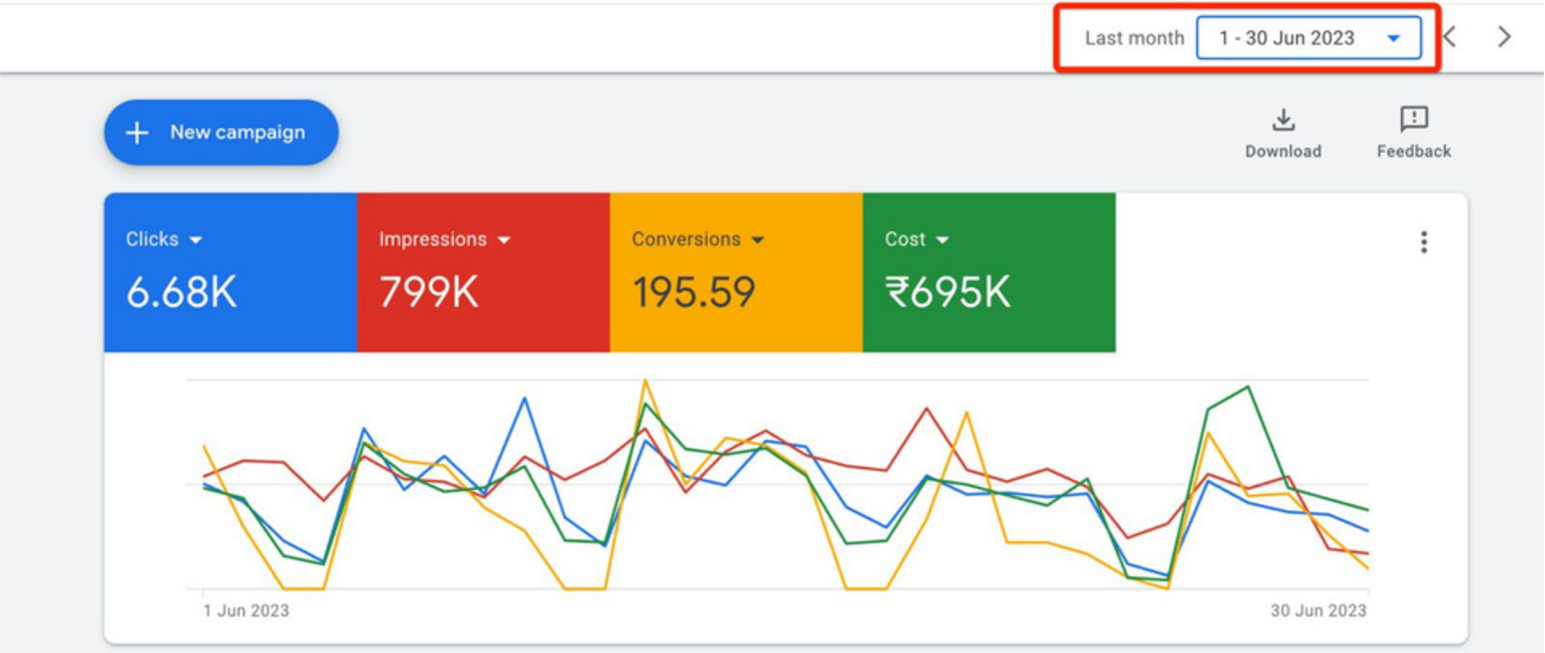 Last month 1 - 30 Jun 2023
New campaign
Download Feedback
Clicks Impressions Conversions Cost
6.68K 799K 195.59 ₹695K
1 Jun 2023 30 Jun 2023